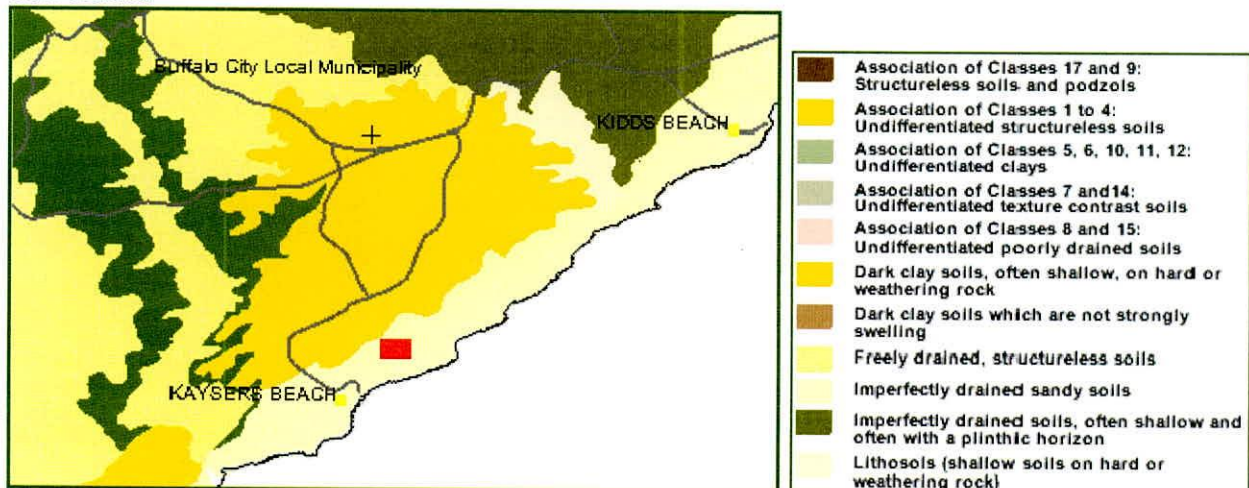 Buffalo City Local Municipality
KIDDS BEACH
KAYSERS BEACH
Association of Classes 17 and 9:
Structureless soils and podzols
Association of Classes 1 to 4:
Undifferentiated structureless soils
Association of Classes 5, 6, 10, 11, 12:
Undifferentiated clays
Association of Classes 7 and14:
Undifferentiated texture contrast soils
Association of Classes 8 and 15:
Undifferentiated poorly drained soils
Dark clay soils, often shallow, on hard or
weathering rock
Dark clay soils which are not strongly
swelling
Freely drained, structureless soils
Imperfectly drained sandy soils
Imperfectly drained soils, often shallow and
often with a plinthic horizon
Lithosols (shallow soils on hard or
weathering rock)